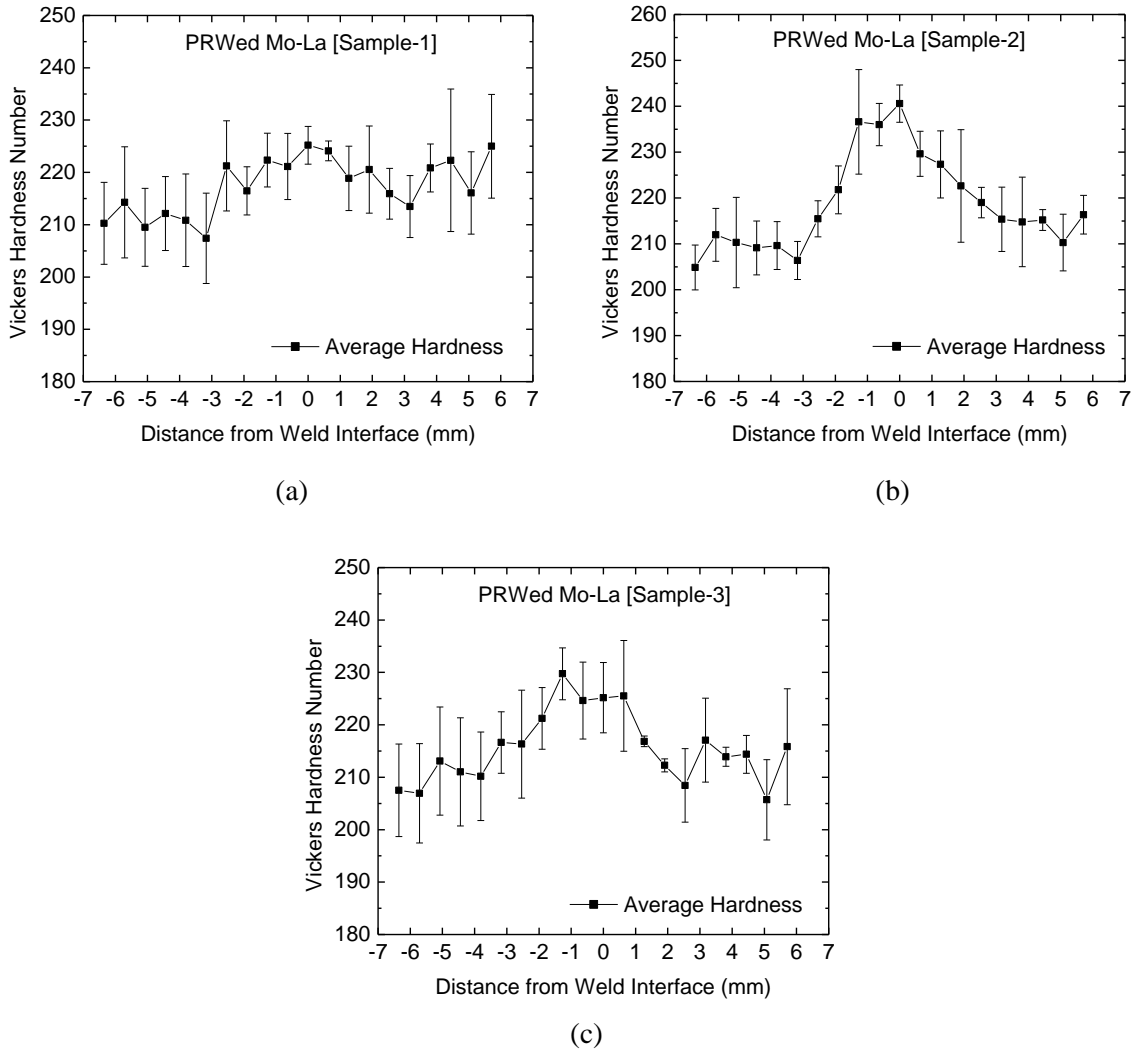 PRWed Mo-La [Sample-1]
Vickers Hardness Number
250
240
230
220
210
200
190
180
Average Hardness
-7 -6 -5 -4 -3 -2 -1 0 1 2 3 4 5 6 7
Distance from Weld Interface (mm)
(a)
PRWed Mo-La [Sample-2]
Vickers Hardness Number
260
250
240
230
220
210
200
190
180
Average Hardness
-7 -6 -5 -4 -3 -2 -1 0 1 2 3 4 5 6 7
Distance from Weld Interface (mm)
(b)
PRWed Mo-La [Sample-3]
Vickers Hardness Number
250
240
230
220
210
200
190
180
Average Hardness
-7 -6 -5 -4 -3 -2 -1 0 1 2 3 4 5 6 7
Distance from Weld Interface (mm)
(c)